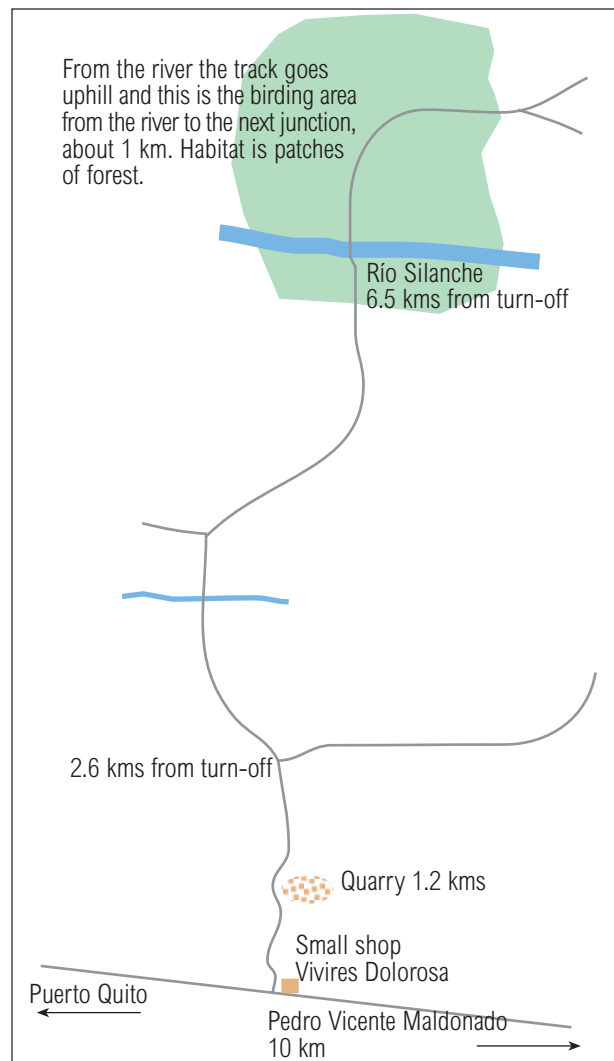 From the river the track goes
uphill and this is the birding area
from the river to the next junction,
about 1 km. Habitat is patches
of forest.
Río Silanche
6.5 kms from turn-off
2.6 kms from turn-off
Quarry 1.2 kms
Small shop
Vivires Dolorosa
Puerto Quito
Pedro Vicente Maldonado
10 km